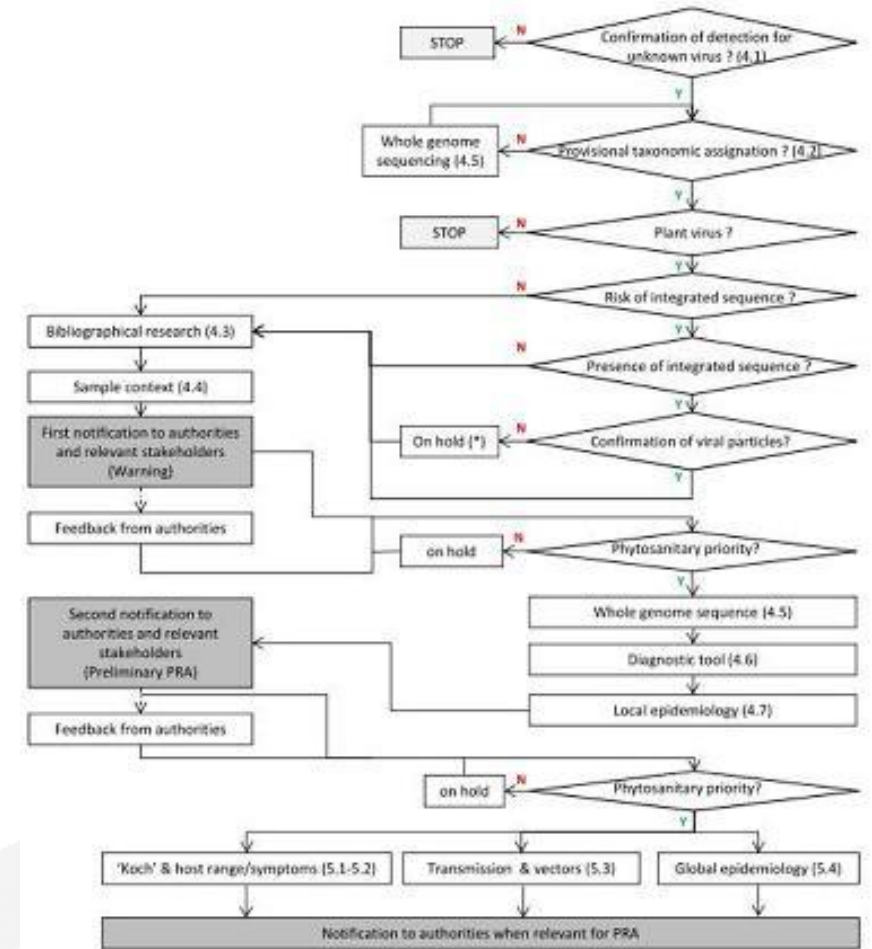 Confirmation of detection for
unknown virus ? (4.1)
N
STOP
Y
Whole genome
sequencing (4.5)
N
Provisional taxonomic assignation ? (4.2)
Y
STOP
N
Plant virus ?
Y
N
Risk of integrated sequence ?
Y
Bibliographical research (4.3)
N
Presence of integrated sequence ?
Y
Sample context (4.4)
First notification to authorities
and relevant stakeholders
(Warning)
On hold (*)
N
Confirmation of viral particles?
Y
Feedback from authorities
on hold
N
Phytosanitary priority?
Y
Whole genome sequence (4.5)
Diagnostic tool (4.6)
Local epidemiology (4.7)
Second notification to
authorities and relevant
stakeholders
(Preliminary PRA)
Feedback from authorities
on hold
N
Phytosanitary priority?
Y
'Koch' & host range/symptoms (5.1-5.2)
Transmission & vectors (5.3)
Global epidemiology (5.4)
Notification to authorities when relevant for PRA